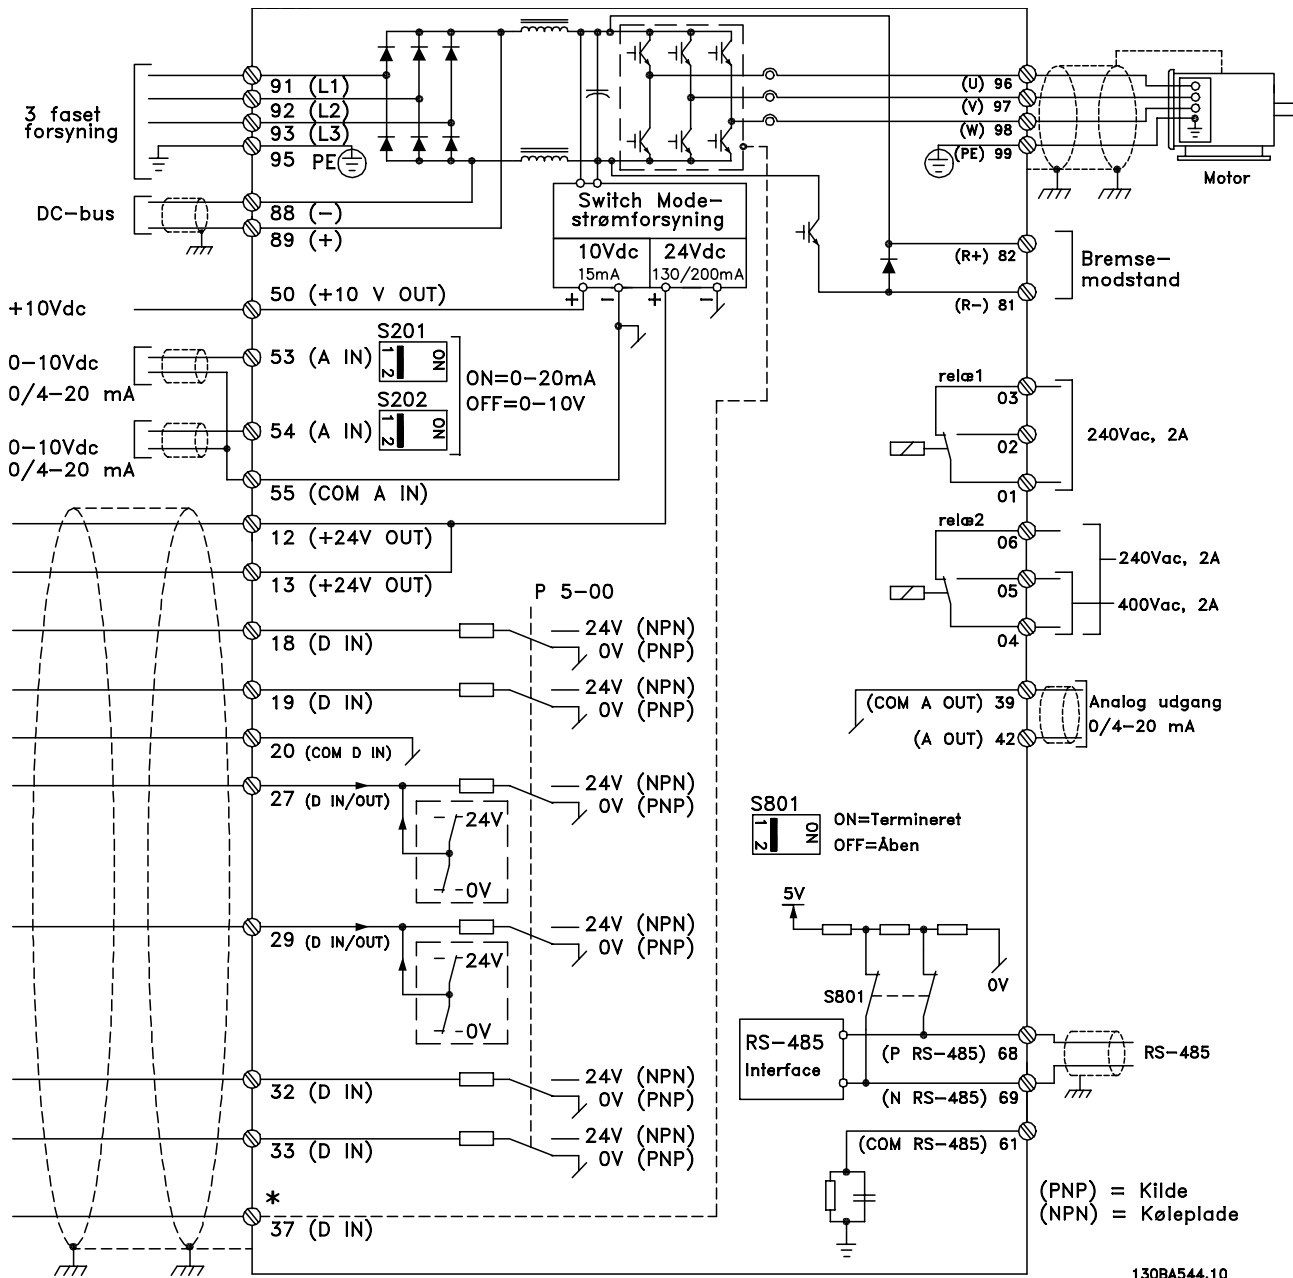 3 faset
forsyning
91 (L1)
92 (L2)
93 (L3)
95 PE
DC-bus
88 (-)
89 (+)
Switch Mode-
strømforsyning
10Vdc
15mA
24Vdc
130/200mA
+ - + -
(U) 96
(V) 97
(W) 98
(PE) 99
Motor
(R+) 82
(R-) 81
Bremse-
modstand
+10Vdc
50 (+10 V OUT)
0-10Vdc
0/4-20 mA
53 (A IN)
S201
1 2
ON
ON=0-20mA
OFF=0-10V
0-10Vdc
0/4-20 mA
54 (A IN)
S202
1 2
ON
55 (COM A IN)
12 (+24V OUT)
13 (+24V OUT)
P 5-00
18 (D IN)
24V (NPN)
0V (PNP)
19 (D IN)
24V (NPN)
0V (PNP)
20 (COM D IN)
27 (D IN/OUT)
24V
0V
24V (NPN)
0V (PNP)
29 (D IN/OUT)
24V
0V
24V (NPN)
0V (PNP)
32 (D IN)
24V (NPN)
0V (PNP)
33 (D IN)
24V (NPN)
0V (PNP)
*
37 (D IN)
relæ1
03
02
01
240Vac, 2A
relæ2
06
05
04
240Vac, 2A
400Vac, 2A
(COM A OUT) 39
(A OUT) 42
Analog udgang
0/4-20 mA
S801
1 2
ON
ON=Termineret
OFF=Åben
5V
0V
S801
RS-485
Interface
(P RS-485) 68
(N RS-485) 69
(COM RS-485) 61
RS-485
(PNP) = Kilde
(NPN) = Køleplade
130BA544.10